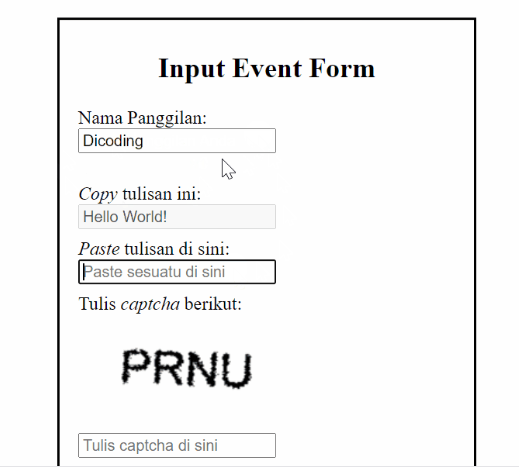 Input Event Form
Nama Panggilan:
Dicoding
Copy tulisan ini:
Hello World!
Paste tulisan di sini:
Paste sesuatu di sini
Tulis captcha berikut:
PRNU
Tulis captcha di sini